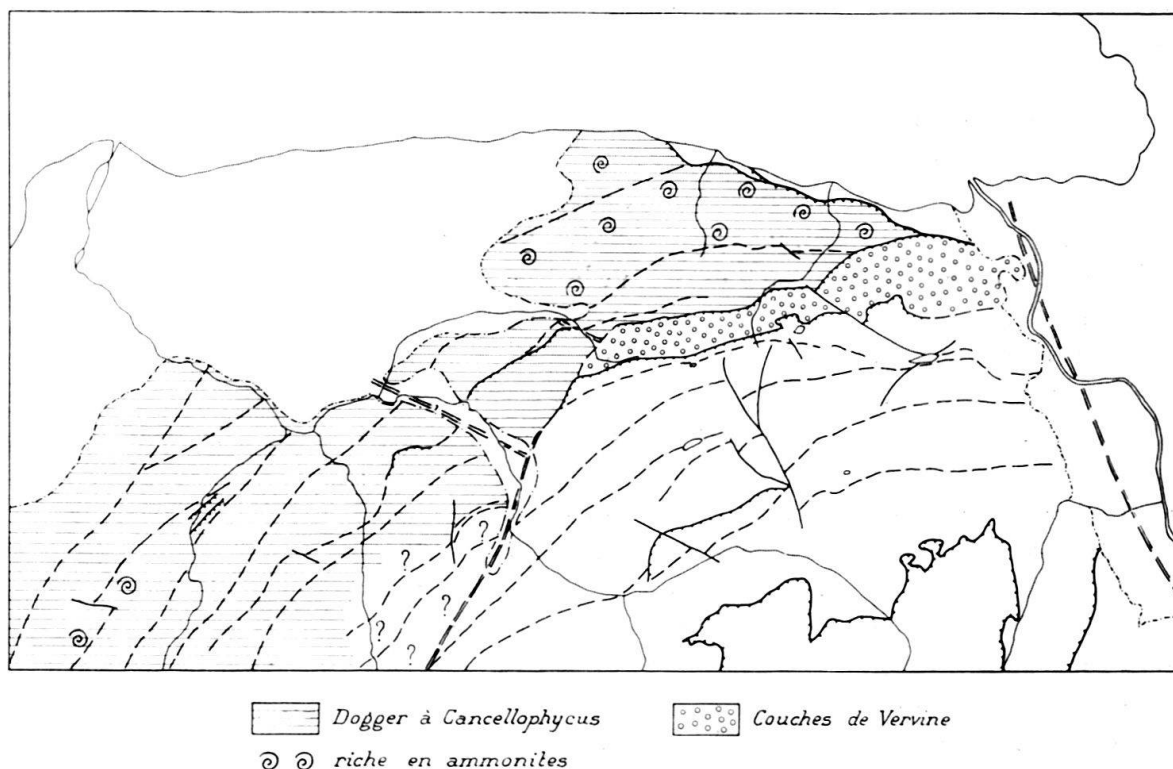 ? ?
?
?
?
Dogger à Cancellophycus
Couches de Vervine
riche en ammonites